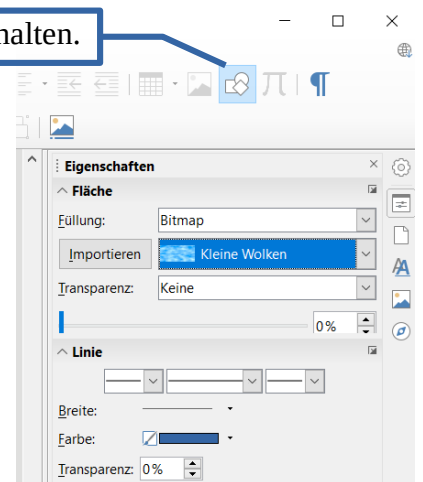 halten.
Eigenschaften
Fläche
Füllung: Bitmap
Importieren Kleine Wolken
Transparenz: Keine
0%
Linie
Breite:
Farbe:
Transparenz: 0%